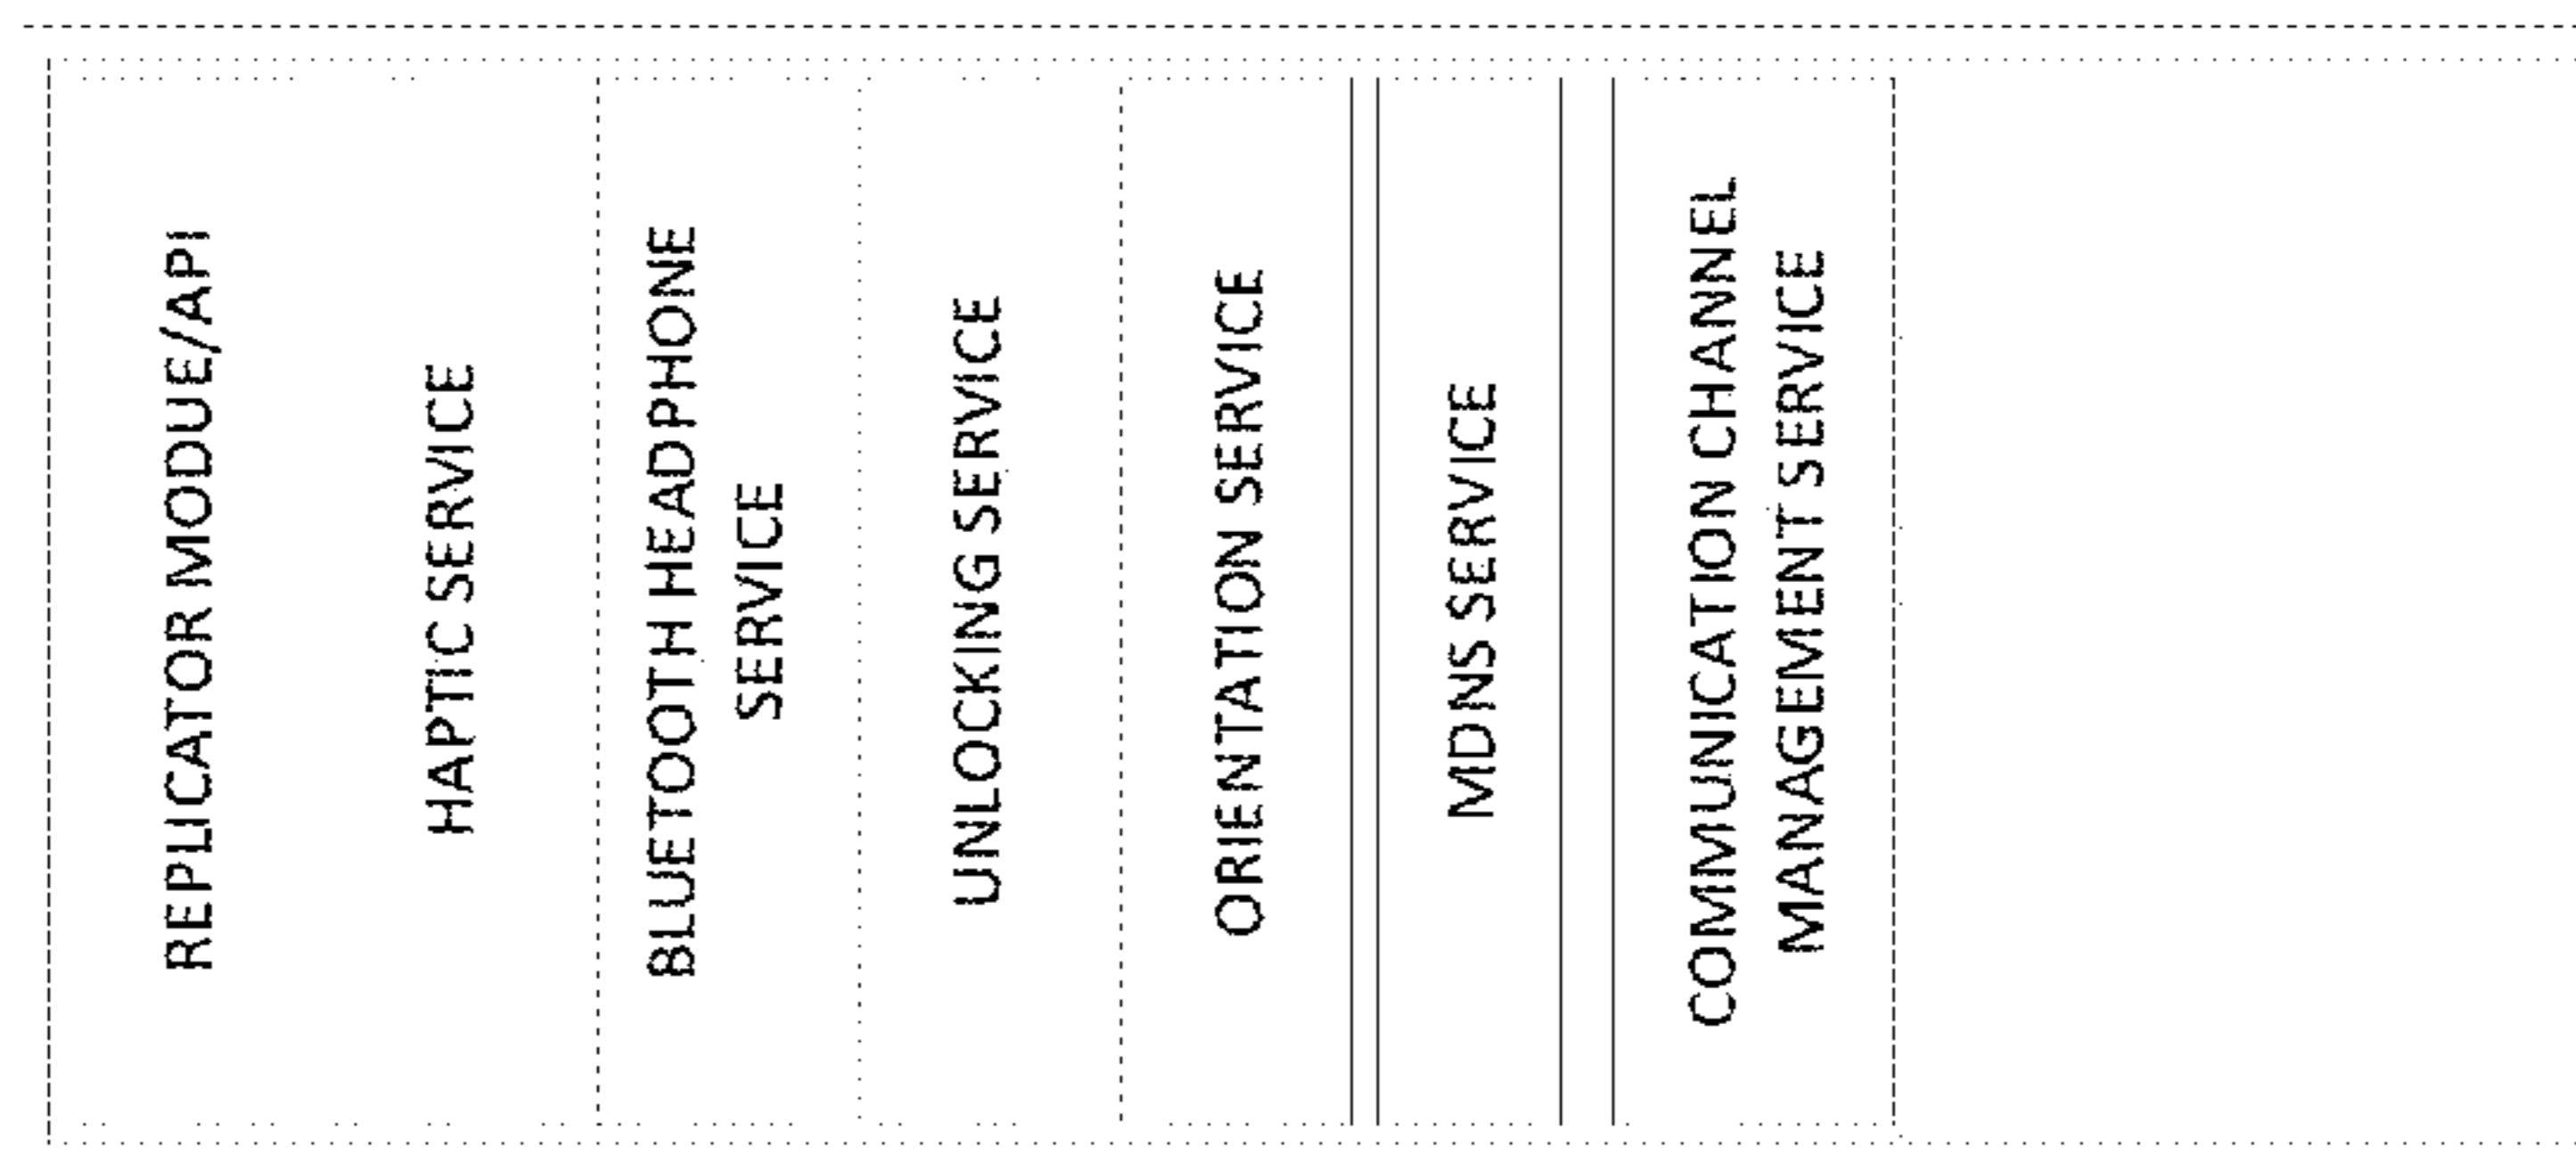 REPLICATOR MODUE/API
HAPTIC SERVICE
BLUETOOTH HEADPHONE
SERVICE
UNLOCKING SERVICE
ORIENTATION SERVICE
MDNS SERVICE
COMMUNICATION CHANNEL
MANAGEMENT SERVICE